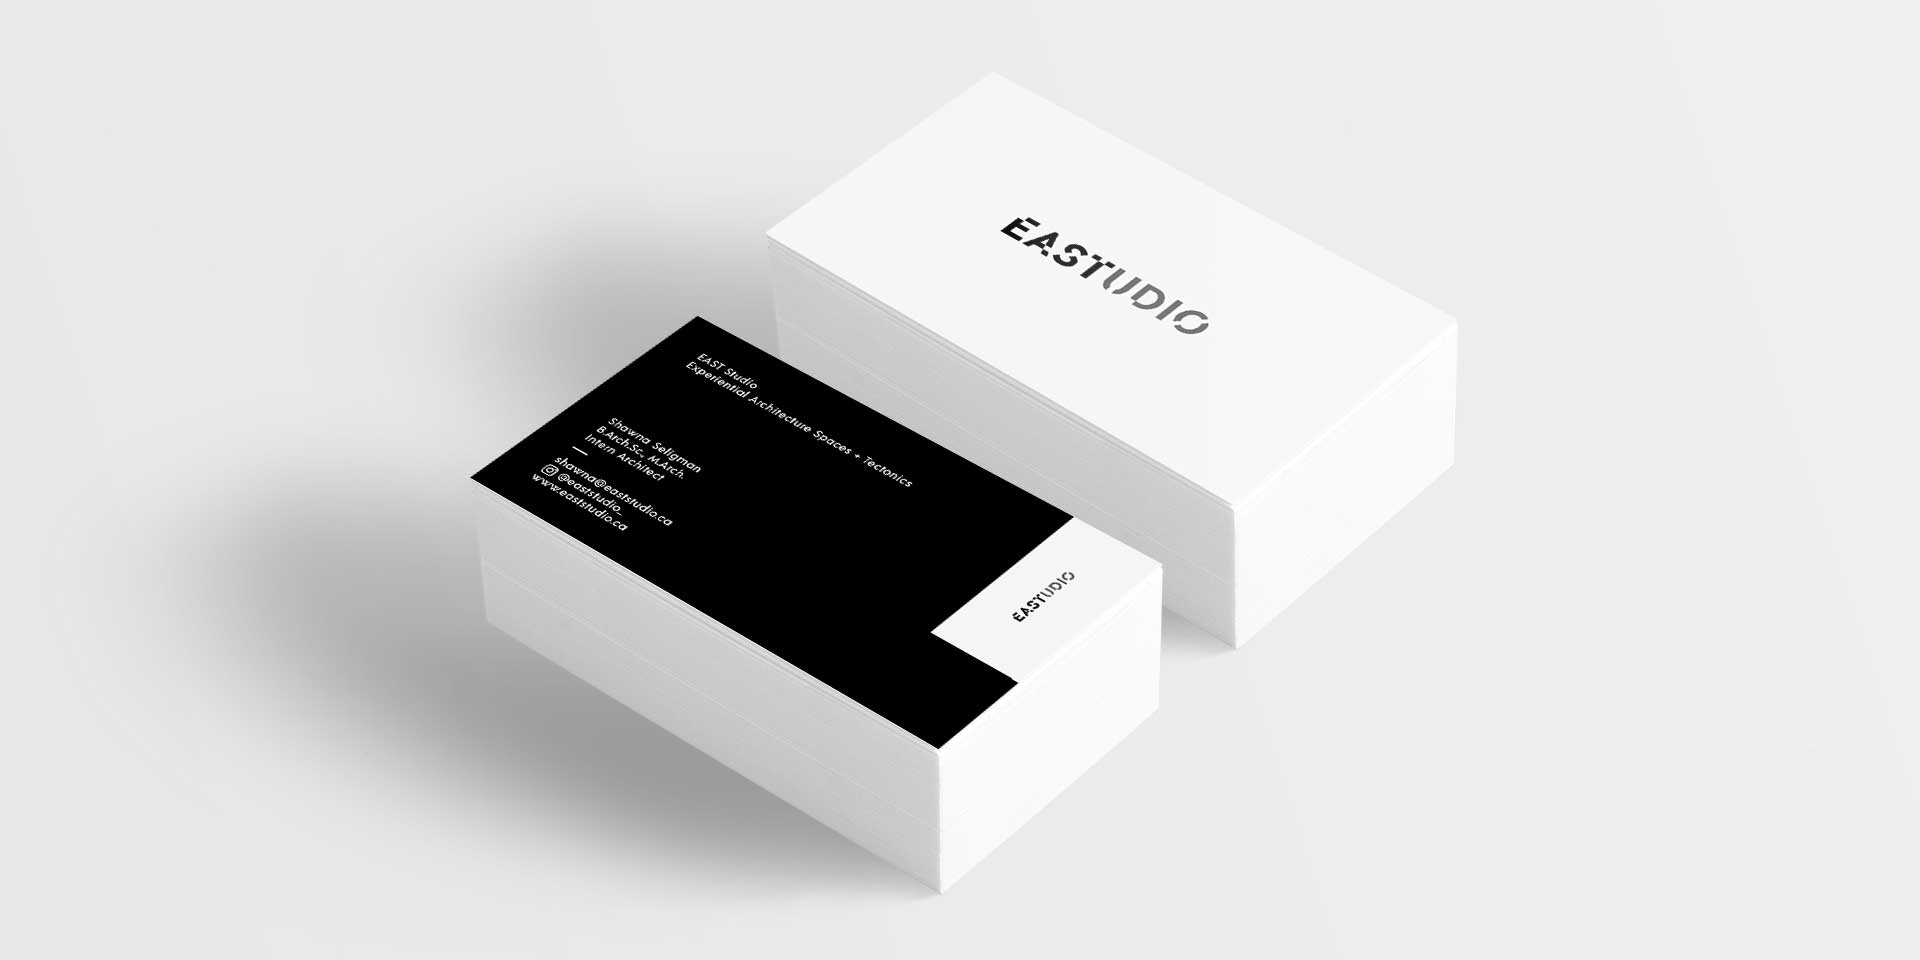 EASTUDIO
EAST Studio
Experiential Architecture Spaces + Tectonics
Shawna Seligman
B.Arch.Sc., M.Arch.
Intern Architect
shawna@eaststudio.ca
@eaststudio_
www.eaststudio.ca
EASTUDIO